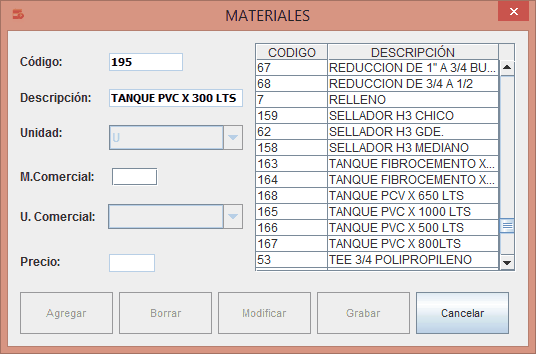 MATERIALES
Código: 195
Descripción: TANQUE PVC X 300 LTS
Unidad: U
M.Comercial:
U. Comercial:
Precio:
CODIGO DESCRIPCIÓN
67 REDUCCION DE 1" A 3/4 BU...
68 REDUCCION DE 3/4 A 1/2
7 RELLENO
159 SELLADOR H3 CHICO
62 SELLADOR H3 GDE.
158 SELLADOR H3 MEDIANO
163 TANQUE FIBROCEMENTO X...
164 TANQUE FIBROCEMENTO X...
168 TANQUE PCV X 650 LTS
165 TANQUE PVC X 1000 LTS
166 TANQUE PVC X 500 LTS
167 TANQUE PVC X 800LTS
53 TEE 3/4 POLIPROPILENO
Agregar Borrar Modificar Grabar Cancelar